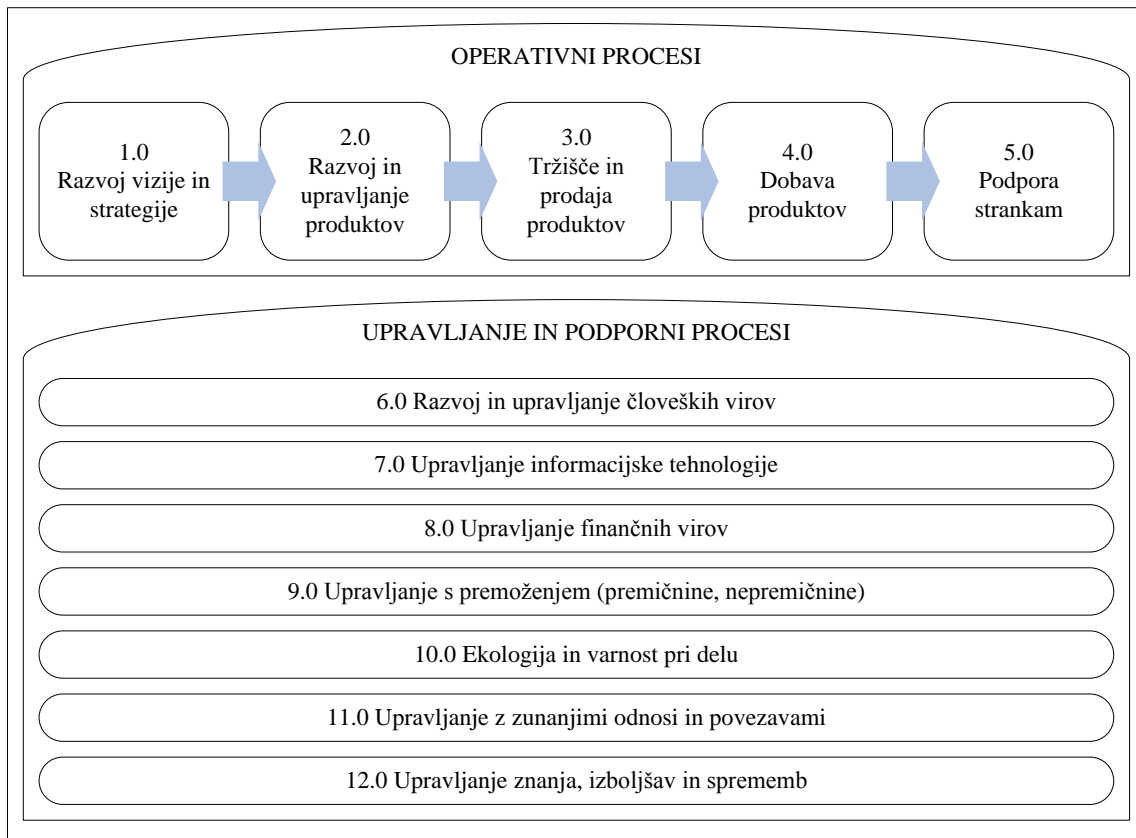 OPERATIVNI PROCESI
1.0
Razvoj vizije in
strategije
2.0
Razvoj in
upravljanje
produktov
3.0
Tržišče in
prodaja
produktov
4.0
Dobava
produktov
5.0
Podpora
strankam
UPRAVLJANJE IN PODPORNI PROCESI
6.0 Razvoj in upravljanje človeških virov
7.0 Upravljanje informacijske tehnologije
8.0 Upravljanje finančnih virov
9.0 Upravljanje s premoženjem (premičnine, nepremičnine)
10.0 Ekologija in varnost pri delu
11.0 Upravljanje z zunanjimi odnosi in povezavami
12.0 Upravljanje znanja, izboljšav in sprememb